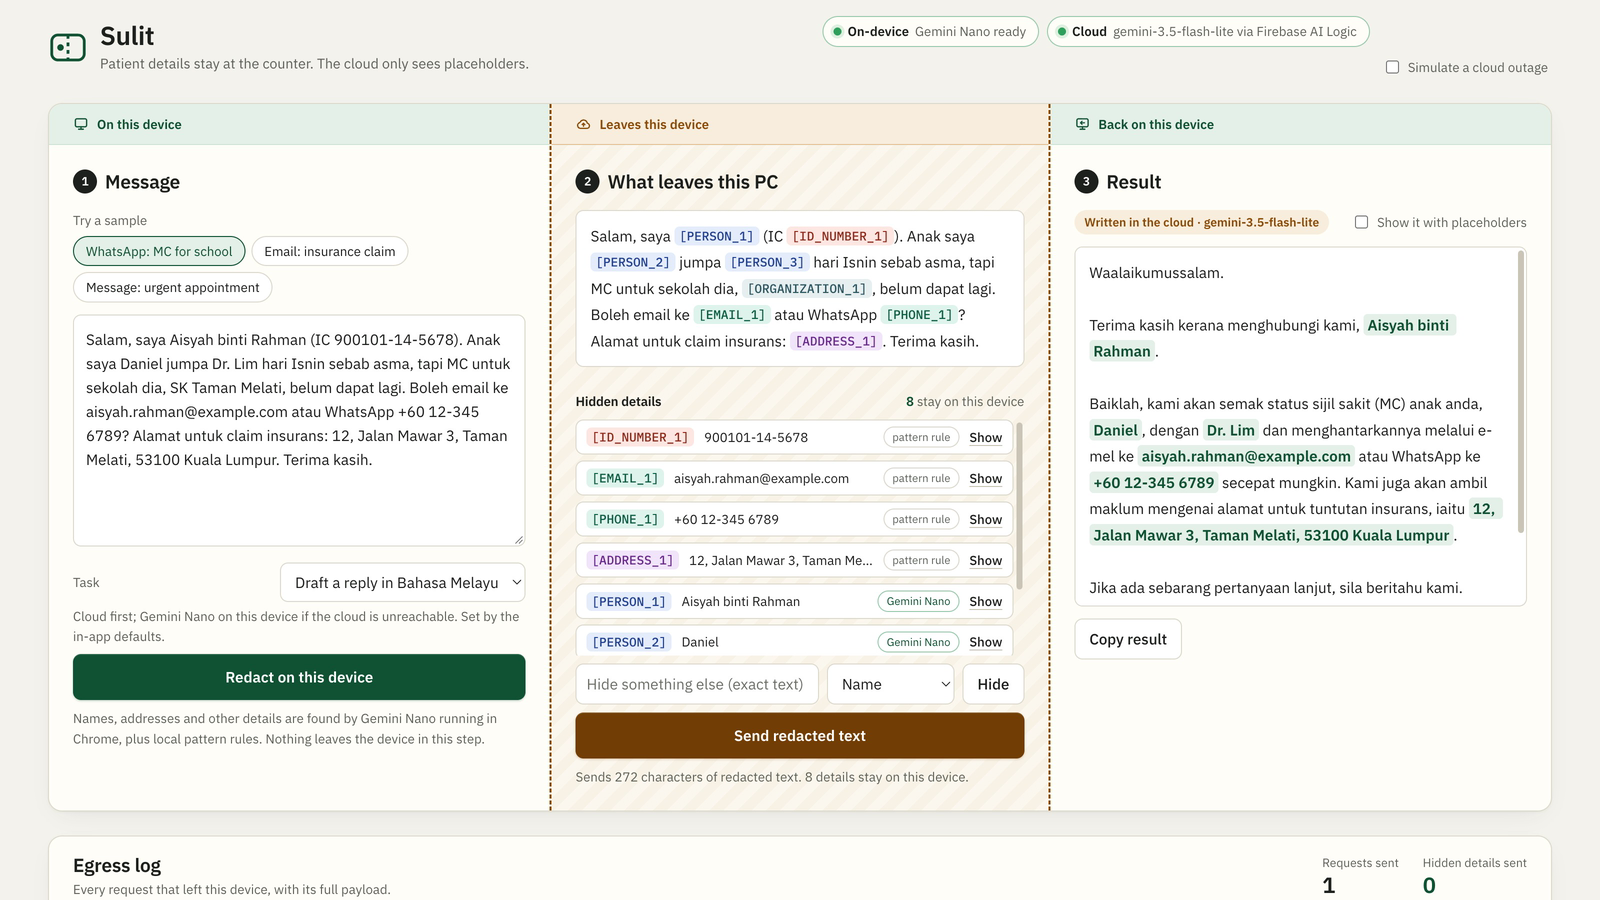 Sulit
Patient details stay at the counter. The cloud only sees placeholders.
On-device Gemini Nano ready
Cloud gemini-3.5-flash-lite via Firebase AI Logic
Simulate a cloud outage
On this device
1 Message
Try a sample
WhatsApp: MC for school
Email: insurance claim
Message: urgent appointment
Salam, saya Aisyah binti Rahman (IC 900101-14-5678). Anak
saya Daniel jumpa Dr. Lim hari Isnin sebab asma, tapi MC untuk
sekolah dia, SK Taman Melati, belum dapat lagi. Boleh email ke
aisyah.rahman@example.com atau WhatsApp +60 12-345
6789? Alamat untuk claim insurans: 12, Jalan Mawar 3, Taman
Melati, 53100 Kuala Lumpur. Terima kasih.
Task
Draft a reply in Bahasa Melayu
Cloud first; Gemini Nano on this device if the cloud is unreachable. Set by the
in-app defaults.
Redact on this device
Names, addresses and other details are found by Gemini Nano running in
Chrome, plus local pattern rules. Nothing leaves the device in this step.
Leaves this device
2 What leaves this PC
Salam, saya [PERSON_1] (IC [ID_NUMBER_1]). Anak saya
[PERSON_2] jumpa [PERSON_3] hari Isnin sebab asma, tapi
MC untuk sekolah dia, [ORGANIZATION_1], belum dapat lagi.
Boleh email ke [EMAIL_1] atau WhatsApp [PHONE_1]?
Alamat untuk claim insurans: [ADDRESS_1]. Terima kasih.
Hidden details
8 stay on this device
[ID_NUMBER_1] 900101-14-5678 pattern rule Show
[EMAIL_1] aisyah.rahman@example.com pattern rule Show
[PHONE_1] +60 12-345 6789 pattern rule Show
[ADDRESS_1] 12, Jalan Mawar 3, Taman Me... pattern rule Show
[PERSON_1] Aisyah binti Rahman Gemini Nano Show
[PERSON_2] Daniel Gemini Nano Show
Hide something else (exact text)
Name
Hide
Send redacted text
Sends 272 characters of redacted text. 8 details stay on this device.
Back on this device
3 Result
Written in the cloud · gemini-3.5-flash-lite
Show it with placeholders
Waalaikumussalam.
Terima kasih kerana menghubungi kami, Aisyah binti
Rahman.
Baiklah, kami akan semak status sijil sakit (MC) anak anda,
Daniel, dengan Dr. Lim dan menghantarkannya melalui e-
mel ke aisyah.rahman@example.com atau WhatsApp ke
+60 12-345 6789 secepat mungkin. Kami juga akan ambil
maklum mengenai alamat untuk tuntutan insurans, iaitu 12,
Jalan Mawar 3, Taman Melati, 53100 Kuala Lumpur.
Jika ada sebarang pertanyaan lanjut, sila beritahu kami.
Copy result
Egress log
Every request that left this device, with its full payload.
Requests sent
1
Hidden details sent
0